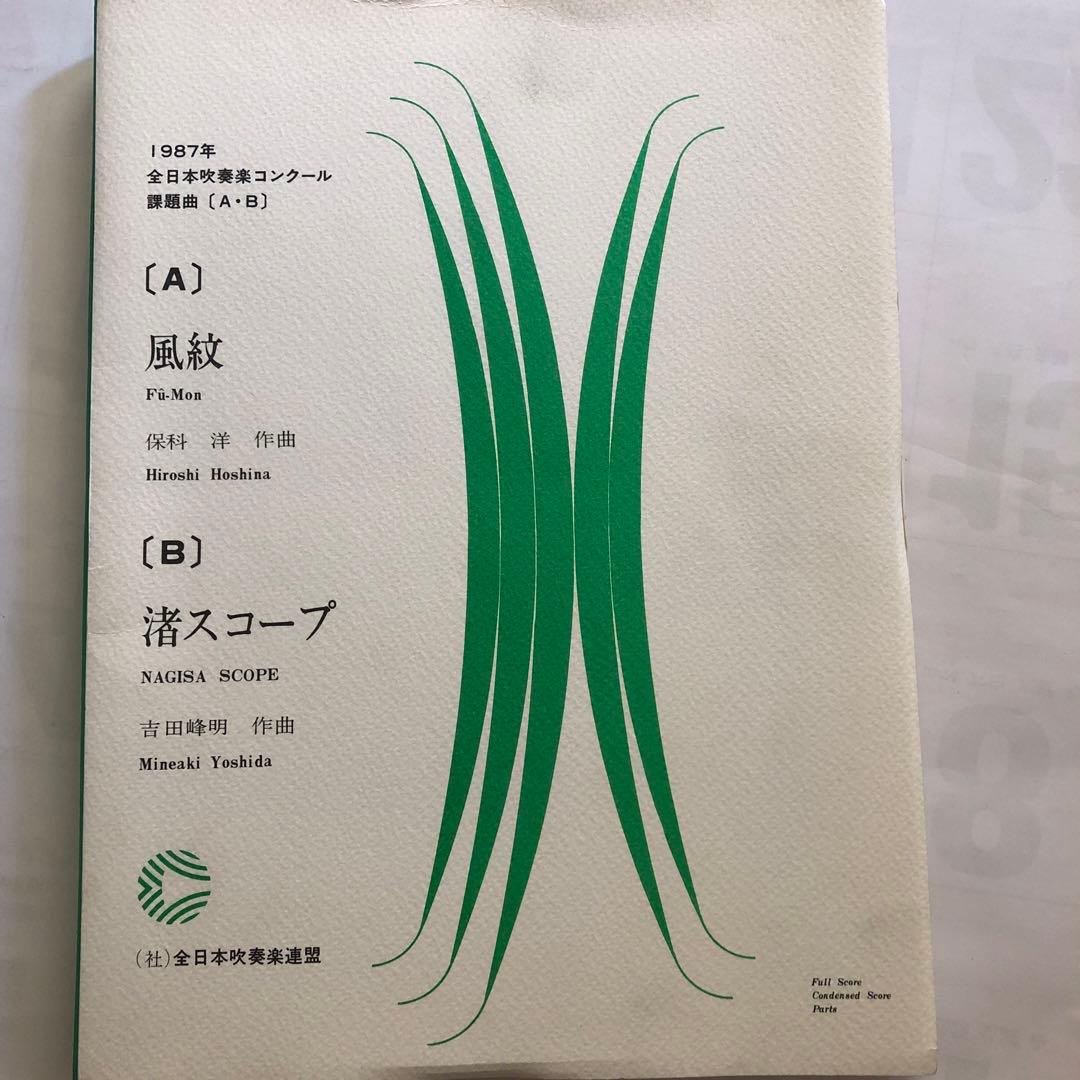 1987年
全日本吹奏楽コンクール
課題曲〔A・B〕
〔A〕
風紋
Fû-Mon
保科 洋 作曲
Hiroshi Hoshina
〔B〕
渚スコープ
NAGISA SCOPE
吉田峰明 作曲
Mineaki Yoshida
(社)全日本吹奏楽連盟
Full Score
Condensed Score
Parts